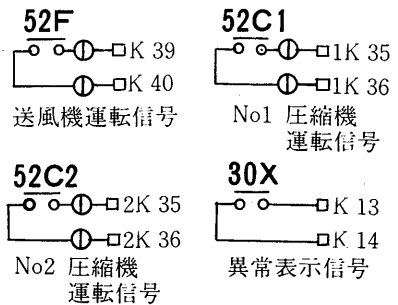 52F
K 39
K 40
送風機運転信号
52C1
1K 35
1K 36
No1 圧縮機
運転信号
52C2
2K 35
2K 36
No2 圧縮機
運転信号
30X
K 13
K 14
異常表示信号